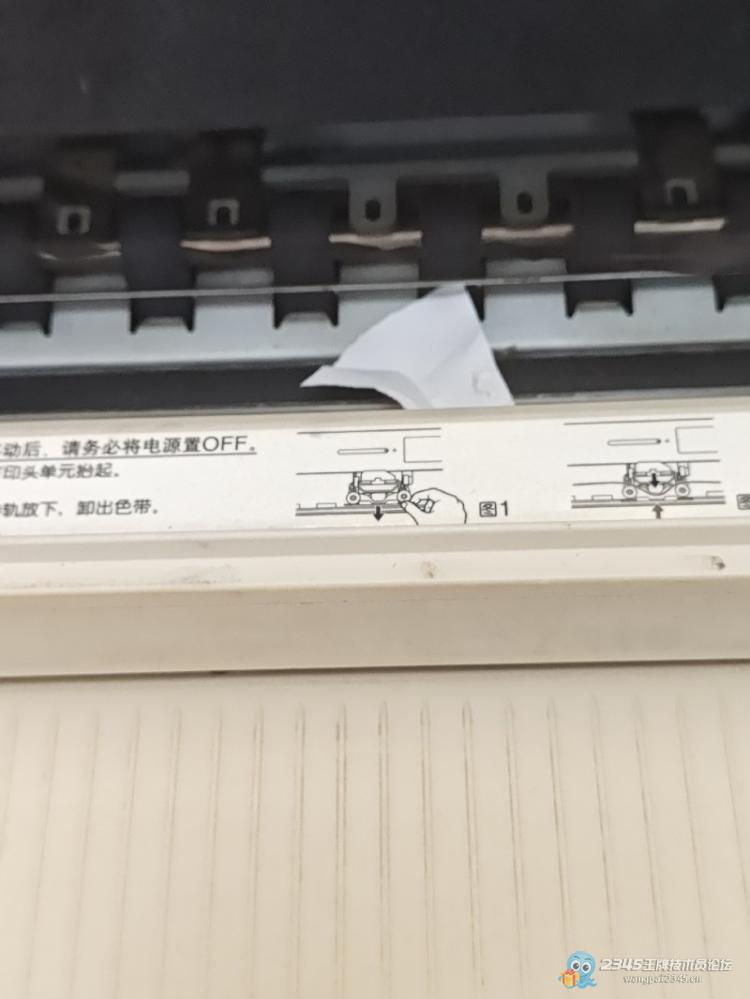 动后，请务必将电源置OFF。
印头单元抬起。
轨放下，卸出色带。
图1
2345王牌技术员论坛
wangpai2345.cn